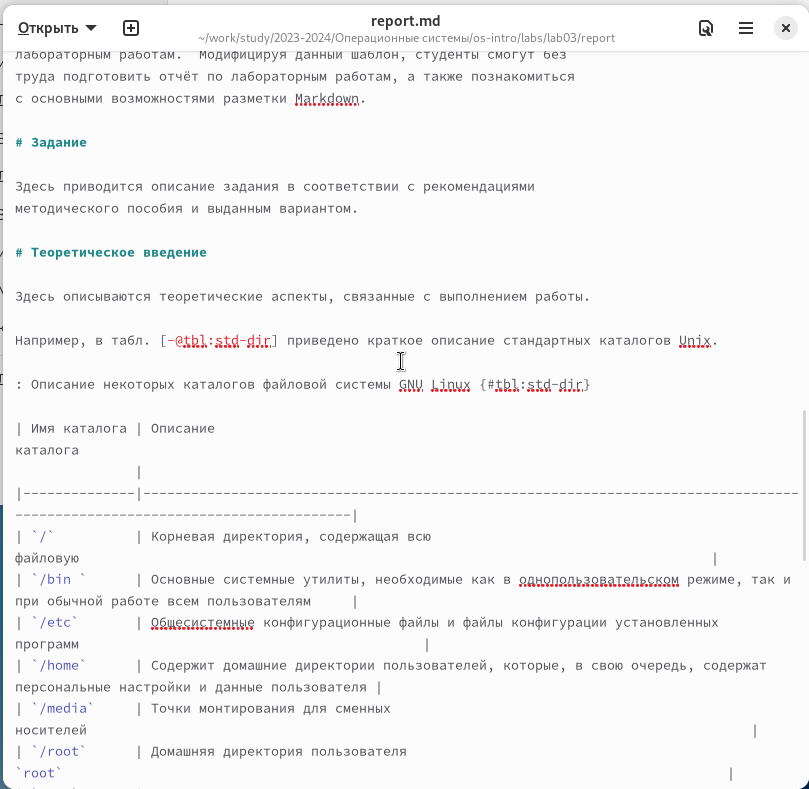 Открыть
report.md
~/work/study/2023-2024/Операционные системы/os-intro/labs/lab03/report
лабораторным работам.  Модифицируя данный шаблон, студенты смогут без
труда подготовить отчёт по лабораторным работам, а также познакомиться
с основными возможностями разметки Markdown.
# Задание
Здесь приводится описание задания в соответствии с рекомендациями
методического пособия и выданным вариантом.
# Теоретическое введение
Здесь описываются теоретические аспекты, связанные с выполнением работы.
Например, в табл. [-@tbl:std-dir] приведено краткое описание стандартных каталогов Unix.
: Описание некоторых каталогов файловой системы GNU Linux {#tbl:std-dir}
| Имя каталога | Описание
каталога
|
|--------------|----------------------------------------------------------------------------------
------------------------------------------|
| `/`          | Корневая директория, содержащая всю
файловую                                                                               |
| `/bin `      | Основные системные утилиты, необходимые как в однопользовательском режиме, так и
при обычной работе всем пользователям     |
| `/etc`       | Общесистемные конфигурационные файлы и файлы конфигурации установленных
программ                                           |
| `/home`      | Содержит домашние директории пользователей, которые, в свою очередь, содержат
персональные настройки и данные пользователя |
| `/media`     | Точки монтирования для сменных
носителей                                                                                   |
| `/root`      | Домашняя директория пользователя
`root`                                                                                   |